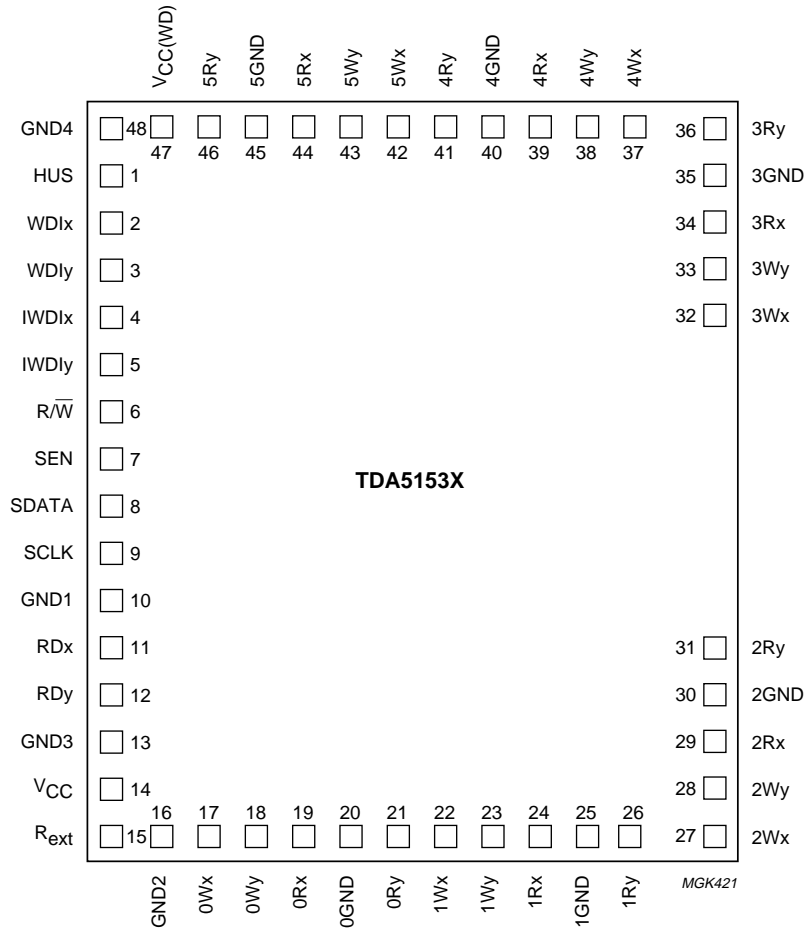 VCC(WD) 5Ry 5GND 5Rx 5Wy 5Wx 4Ry 4GND 4Rx 4Wy 4Wx
GND4 48 47 46 45 44 43 42 41 40 39 38 37 36 3Ry
HUS 1 35 3GND
WDIx 2 34 3Rx
WDIy 3 33 3Wy
IWDIx 4 32 3Wx
IWDIy 5
R/W̅ 6
SEN 7
TDA5153X
SDATA 8
SCLK 9
GND1 10
RDx 11 31 2Ry
RDy 12 30 2GND
GND3 13 29 2Rx
VCC 14 28 2Wy
16 17 18 19 20 21 22 23 24 25 26
Rext 15 27 2Wx
GND2 0Wx 0Wy 0Rx 0GND 0Ry 1Wx 1Wy 1Rx 1GND 1Ry
MGK421